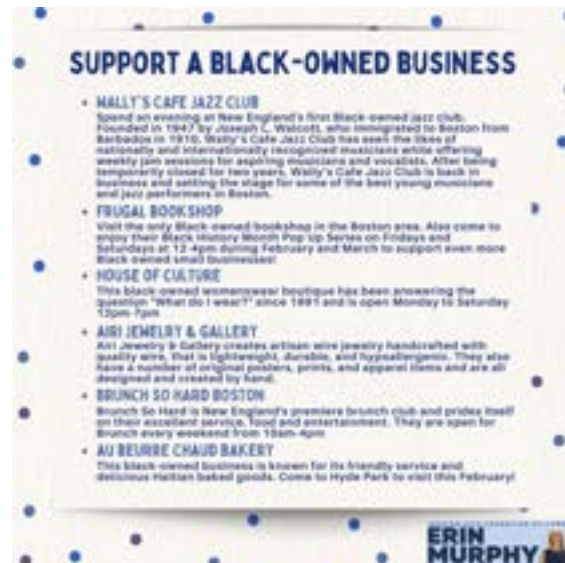 SUPPORT A BLACK-OWNED BUSINESS
• WALLY'S CAFE JAZZ CLUB
Spend an evening at New England's first Black-owned jazz club.
Founded in 1947 by Joseph L. Walcott, who immigrated to Boston from
Barbados in 1910, Wally's Cafe Jazz Club has seen the likes of
nationally and internationally recognized musicians while offering
weekly jam sessions for aspiring musicians and vocalists. After being
temporarily closed for two years, Wally's Cafe Jazz Club is back in
business and setting the stage for some of the best young musicians
and jazz performers in Boston.
• FRUGAL BOOKSHOP
Visit the only Black-owned bookshop in the Boston area. Also come to
enjoy their Black History Month Pop Up Series on Fridays and
Saturdays at 12-4pm during February and March to support even more
Black owned small businesses!
• HOUSE OF CULTURE
This black-owned womenswear boutique has been answering the
question "What do I wear?" since 1991 and is open Monday to Saturday
12pm-7pm
• AIRI JEWELRY & GALLERY
Airi Jewelry & Gallery creates artisan wire jewelry handcrafted with
quality wire, that is lightweight, durable, and hypoallergenic. They also
have a number of original posters, prints, and apparel items and are all
designed and created by hand.
• BRUNCH SO HARD BOSTON
Brunch So Hard is New England's premiere brunch club and prides itself
on their excellent service, food and entertainment. They are open for
Brunch every weekend from 10am-4pm
• AU BEURRE CHAUD BAKERY
This black-owned business is known for its friendly service and
delicious Haitian baked goods. Come to Hyde Park to visit this February!
ERIN
MURPHY